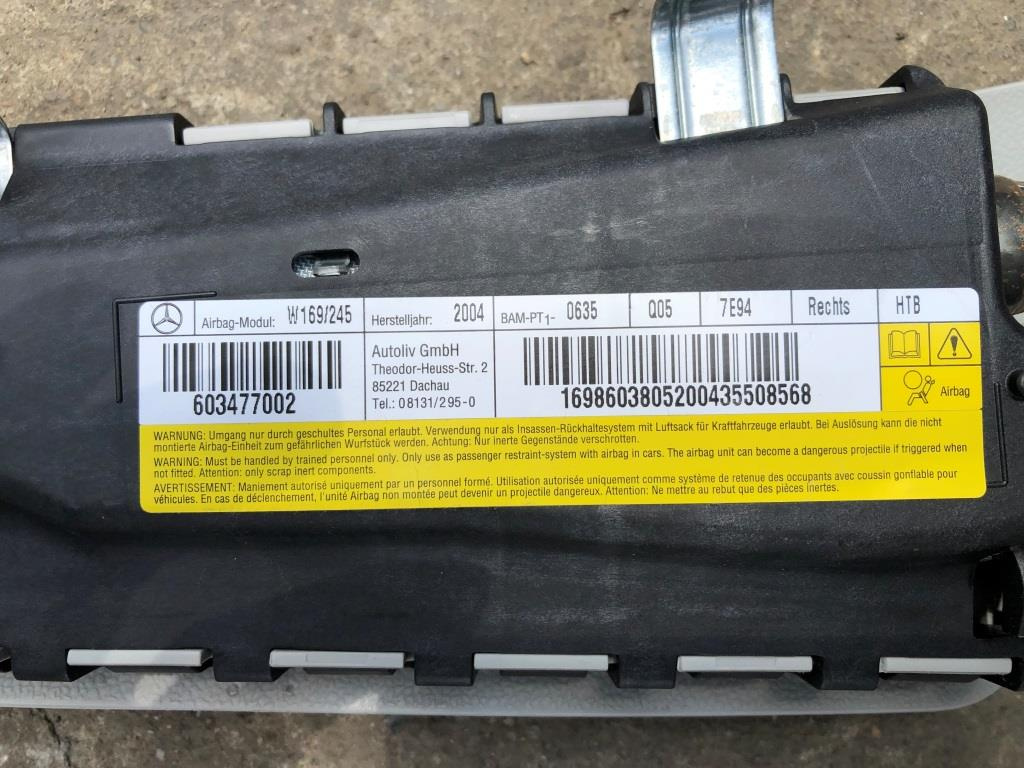 Airbag-Modul: W169/245
Herstelljahr: 2004
BAM-PT1- 0635
Q05
7E94
Rechts
HTB
603477002
Autoliv GmbH
Theodor-Heuss-Str. 2
85221 Dachau
Tel.: 08131/295-0
1698603805200435508568
Airbag
WARNUNG: Umgang nur durch geschultes Personal erlaubt. Verwendung nur als Insassen-Rückhaltesystem mit Luftsack für Kraftfahrzeuge erlaubt. Bei Auslösung kann die nicht
montierte Airbag-Einheit zum gefährlichen Wurfstück werden. Achtung: Nur inerte Gegenstände verschrotten.
WARNING: Must be handled by trained personnel only. Only use as passenger restraint-system with airbag in cars. The airbag unit can become a dangerous projectile if triggered when
not fitted. Attention: only scrap inert components.
AVERTISSEMENT: Maniement autorisé uniquement par un personnel formé. Utilisation autorisée uniquement comme système de retenue des occupants avec coussin gonflable pour
véhicules. En cas de déclenchement, l'unité Airbag non montée peut devenir un projectile dangereux. Attention: Ne mettre au rebut que des pièces inertes.